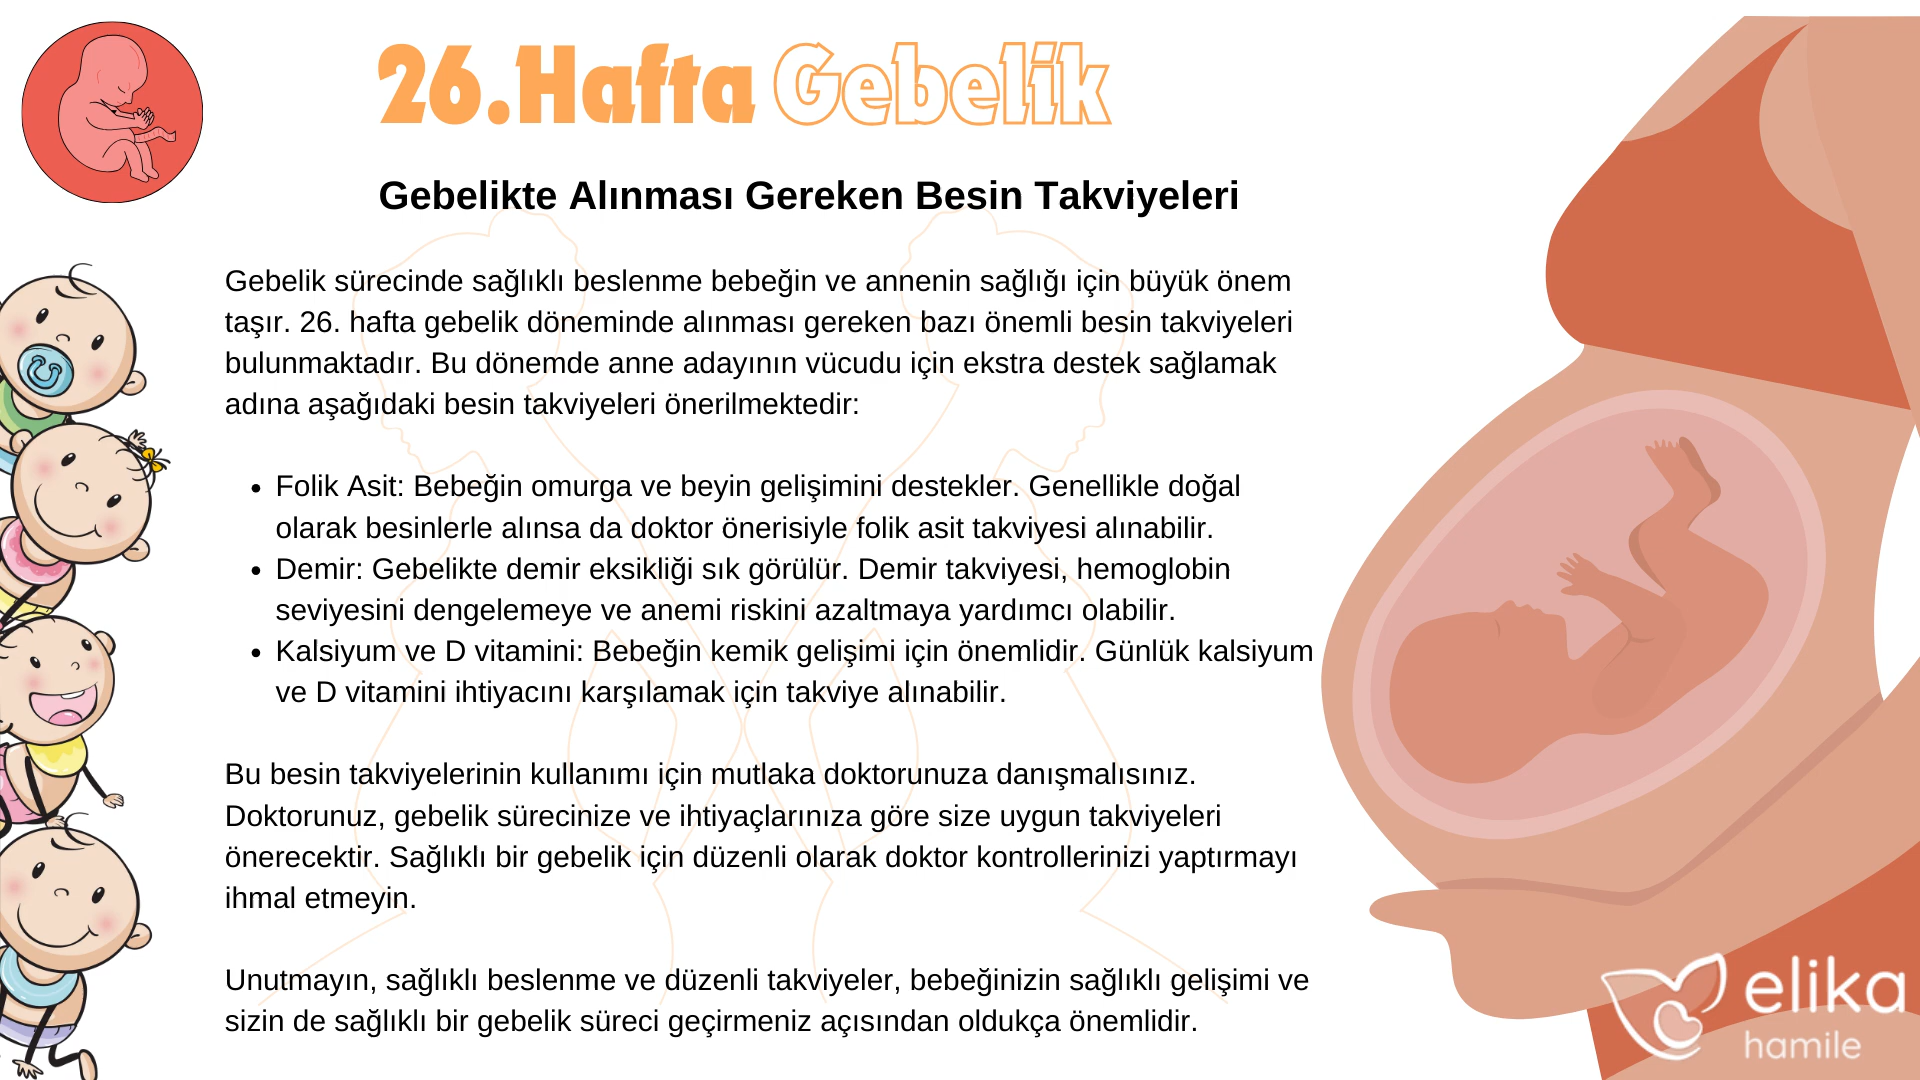 26.Hafta Gebelik
Gebelikte Alınması Gereken Besin Takviyeleri
Gebelik sürecinde sağlıklı beslenme bebeğin ve annenin sağlığı için büyük önem
taşır. 26. hafta gebelik döneminde alınması gereken bazı önemli besin takviyeleri
bulunmaktadır. Bu dönemde anne adayının vücudu için ekstra destek sağlamak
adına aşağıdaki besin takviyeleri önerilmektedir:
• Folik Asit: Bebeğin omurga ve beyin gelişimini destekler. Genellikle doğal
olarak besinlerle alınsa da doktor önerisiyle folik asit takviyesi alınabilir.
• Demir: Gebelikte demir eksikliği sık görülür. Demir takviyesi, hemoglobin
seviyesini dengelemeye ve anemi riskini azaltmaya yardımcı olabilir.
• Kalsiyum ve D vitamini: Bebeğin kemik gelişimi için önemlidir. Günlük kalsiyum
ve D vitamini ihtiyacını karşılamak için takviye alınabilir.
Bu besin takviyelerinin kullanımı için mutlaka doktorunuza danışmalısınız.
Doktorunuz, gebelik sürecinize ve ihtiyaçlarınıza göre size uygun takviyeleri
önerecektir. Sağlıklı bir gebelik için düzenli olarak doktor kontrollerinizi yaptırmayı
ihmal etmeyin.
Unutmayın, sağlıklı beslenme ve düzenli takviyeler, bebeğinizin sağlıklı gelişimi ve
sizin de sağlıklı bir gebelik süreci geçirmeniz açısından oldukça önemlidir.
elika
hamile